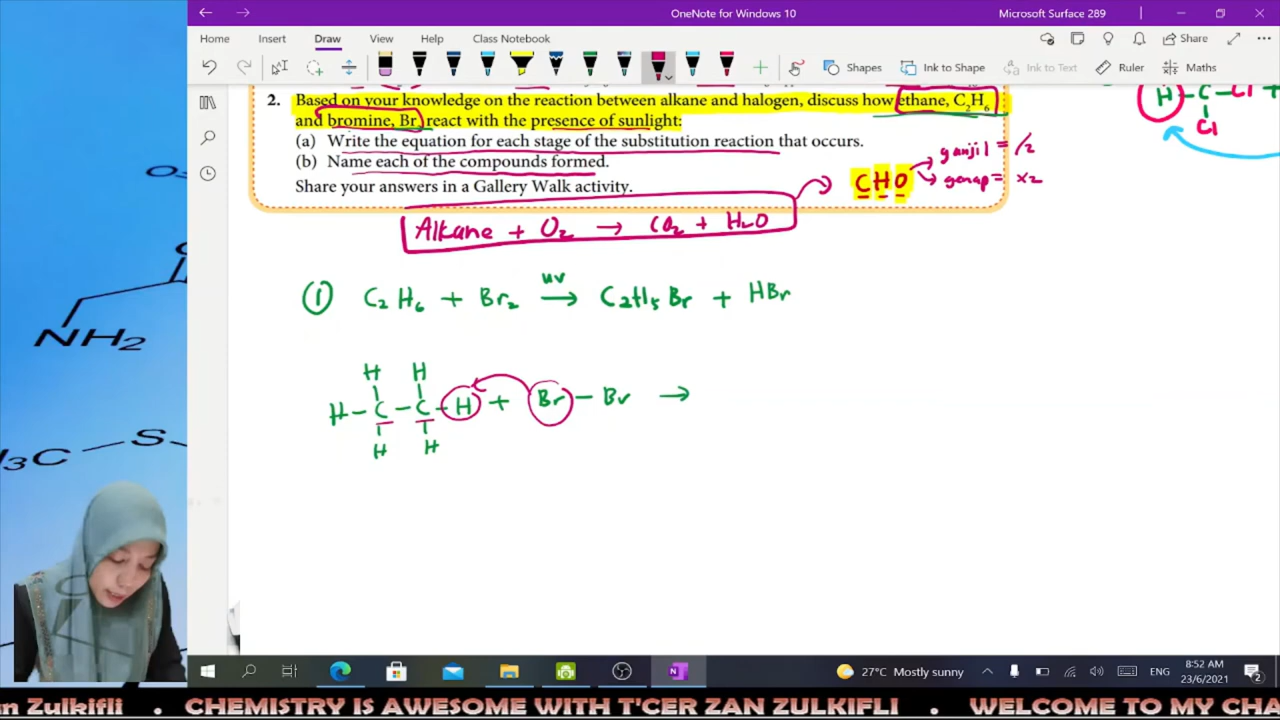 OneNote for Windows 10
Microsoft Surface 289
Home Insert Draw View Help Class Notebook
Share
Shapes Ink to Shape Ink to Text Ruler Maths
2. Based on your knowledge on the reaction between alkane and halogen, discuss how ethane, C2H6
and bromine, Br2 react with the presence of sunlight:
(a) Write the equation for each stage of the substitution reaction that occurs.
(b) Name each of the compounds formed.
Share your answers in a Gallery Walk activity.
C H O
ganjil = /2
genap = x2
H - C - Cl +
Cl
Alkane + O2 → CO2 + H2O
① C2H6 + Br2 uv → C2H5Br + HBr
H H
H - C - C - H + Br - Br →
H H
NH2
3C S
27°C Mostly sunny
ENG
8:52 AM
23/6/2021
2
an Zulkifli . CHEMISTRY IS AWESOME WITH T'CER ZAN ZULKIFLI . WELCOME TO MY CHA